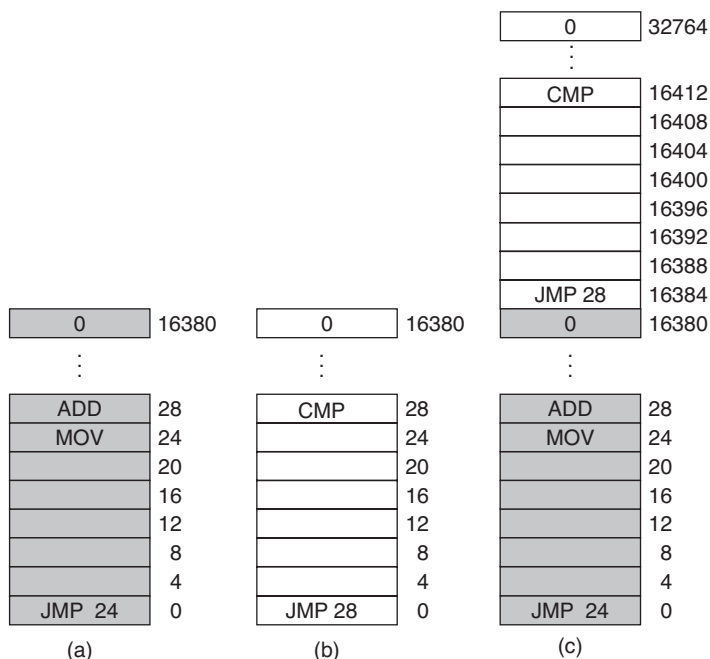 0 32764
CMP 16412
16408
16404
16400
16396
16392
16388
JMP 28 16384
0 16380 0 16380 0 16380
ADD 28 CMP 28 ADD 28
MOV 24 24 MOV 24
20 20 20
16 16 16
12 12 12
8 8 8
4 4 4
JMP 24 0 JMP 28 0 JMP 24 0
(a) (b) (c)